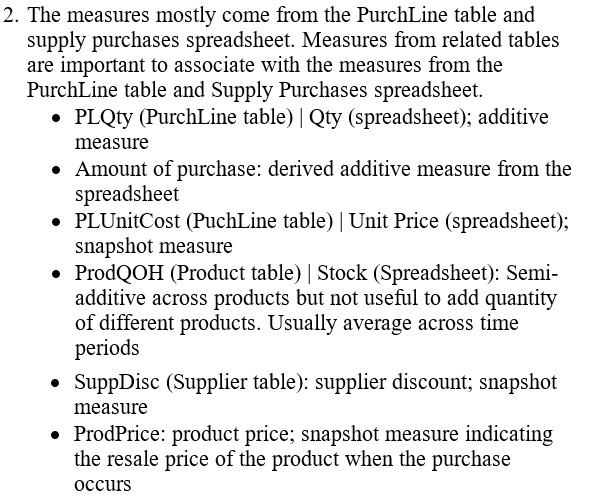 2. The measures mostly come from the PurchLine table and
supply purchases spreadsheet. Measures from related tables
are important to associate with the measures from the
PurchLine table and Supply Purchases spreadsheet.
• PLQty (PurchLine table) | Qty (spreadsheet); additive
measure
• Amount of purchase: derived additive measure from the
spreadsheet
• PLUnitCost (PuchLine table) | Unit Price (spreadsheet);
snapshot measure
• ProdQOH (Product table) | Stock (Spreadsheet): Semi-
additive across products but not useful to add quantity
of different products. Usually average across time
periods
• SuppDisc (Supplier table): supplier discount; snapshot
measure
• ProdPrice: product price; snapshot measure indicating
the resale price of the product when the purchase
occurs